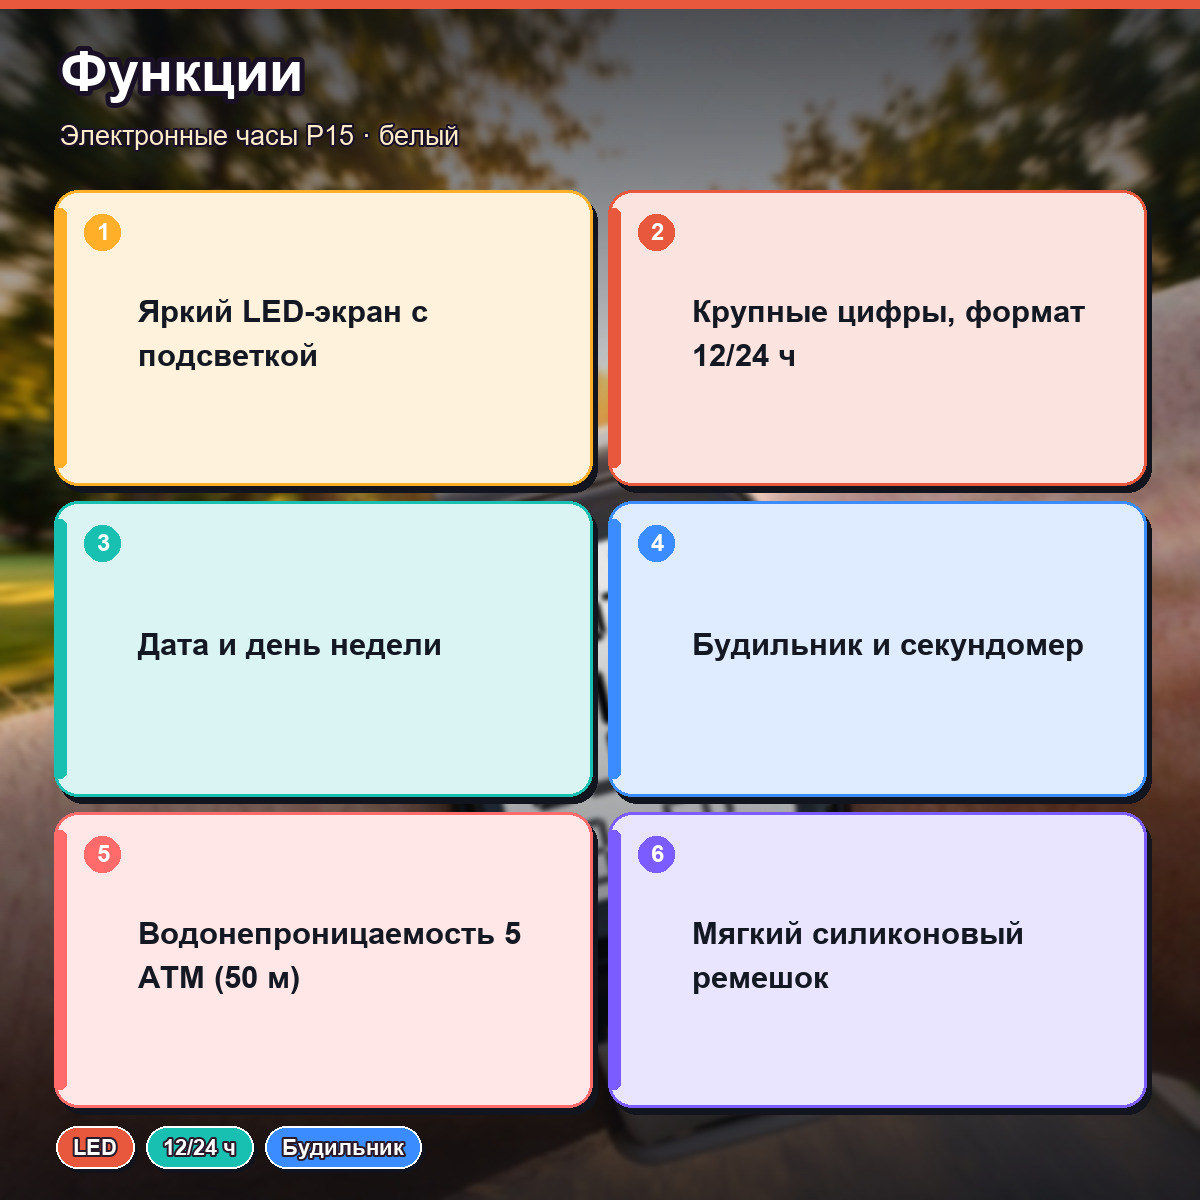 Функции
Электронные часы P15 · белый
1
Яркий LED-экран с
подсветкой
2
Крупные цифры, формат
12/24 ч
3
Дата и день недели
4
Будильник и секундомер
5
Водонепроницаемость 5
АТМ (50 м)
6
Мягкий силиконовый
ремешок
LED
12/24 ч
Будильник